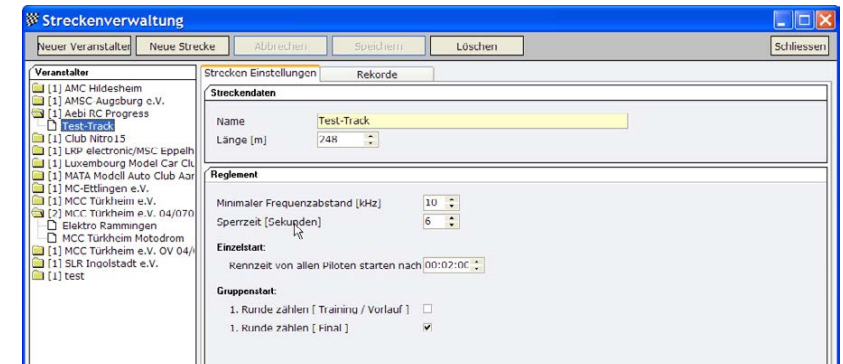 Streckenverwaltung
Neuer Veranstalter Neue Strecke Abbrechen Speichern Löschen Schliessen
Veranstalter
[1] AMC Hildesheim
[1] AMSC Augsburg e.V.
[1] Aebi RC Progress
Test-Track
[1] Club Nitro15
[1] LRP electronic/MSC Eppelh
[1] Luxembourg Model Car Clu
[1] MATA Modell Auto Club Aar
[1] MC-Ettlingen e.V.
[1] MCC Türkheim e.V.
[2] MCC Türkheim e.V. 04/070
Elektro Rammingen
MCC Türkheim Motodrom
[1] MCC Türkheim e.V. OV 04/
[1] SLR Ingolstadt e.V.
[1] test
Strecken Einstellungen Rekorde
Streckendaten
Name Test-Track
Länge [m] 248
Reglement
Minimaler Frequenzabstand [kHz] 10
Sperrzeit [Sekunden] 6
Einzelstart:
Rennzeit von allen Piloten starten nach 00:02:00
Gruppenstart:
1. Runde zählen [ Training / Vorlauf ]
1. Runde zählen [ Final ]